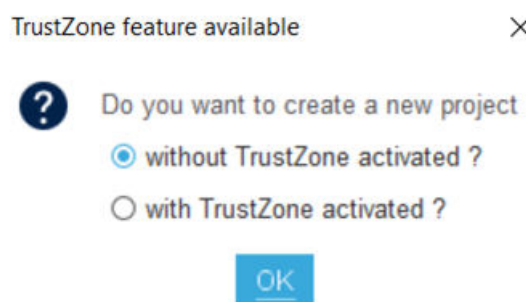 TrustZone feature available
Do you want to create a new project
without TrustZone activated ?
with TrustZone activated ?
OK